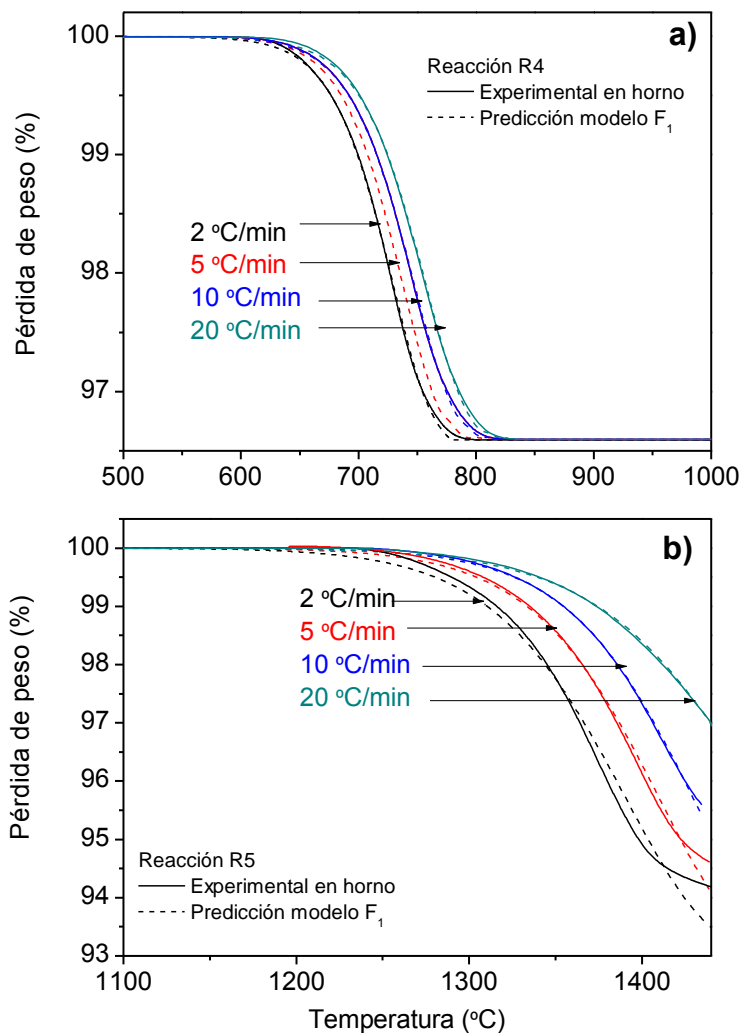 a)
Reacción R4
Experimental en horno
Predicción modelo F₁
Pérdida de peso (%)
100
99
98
97
2 ºC/min
5 ºC/min
10 ºC/min
20 ºC/min
500 600 700 800 900 1000
b)
Pérdida de peso (%)
100
99
98
97
96
95
94
93
2 ºC/min
5 ºC/min
10 ºC/min
20 ºC/min
Reacción R5
Experimental en horno
Predicción modelo F₁
1100 1200 1300 1400
Temperatura (ºC)